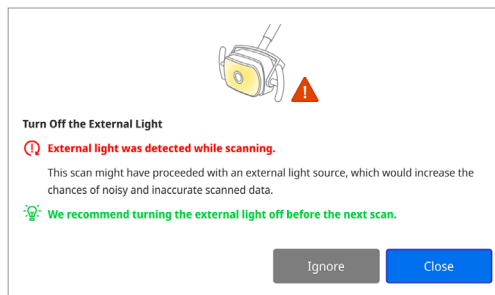 Turn Off the External Light
External light was detected while scanning.
This scan might have proceeded with an external light source, which would increase the
chances of noisy and inaccurate scanned data.
We recommend turning the external light off before the next scan.
Ignore
Close